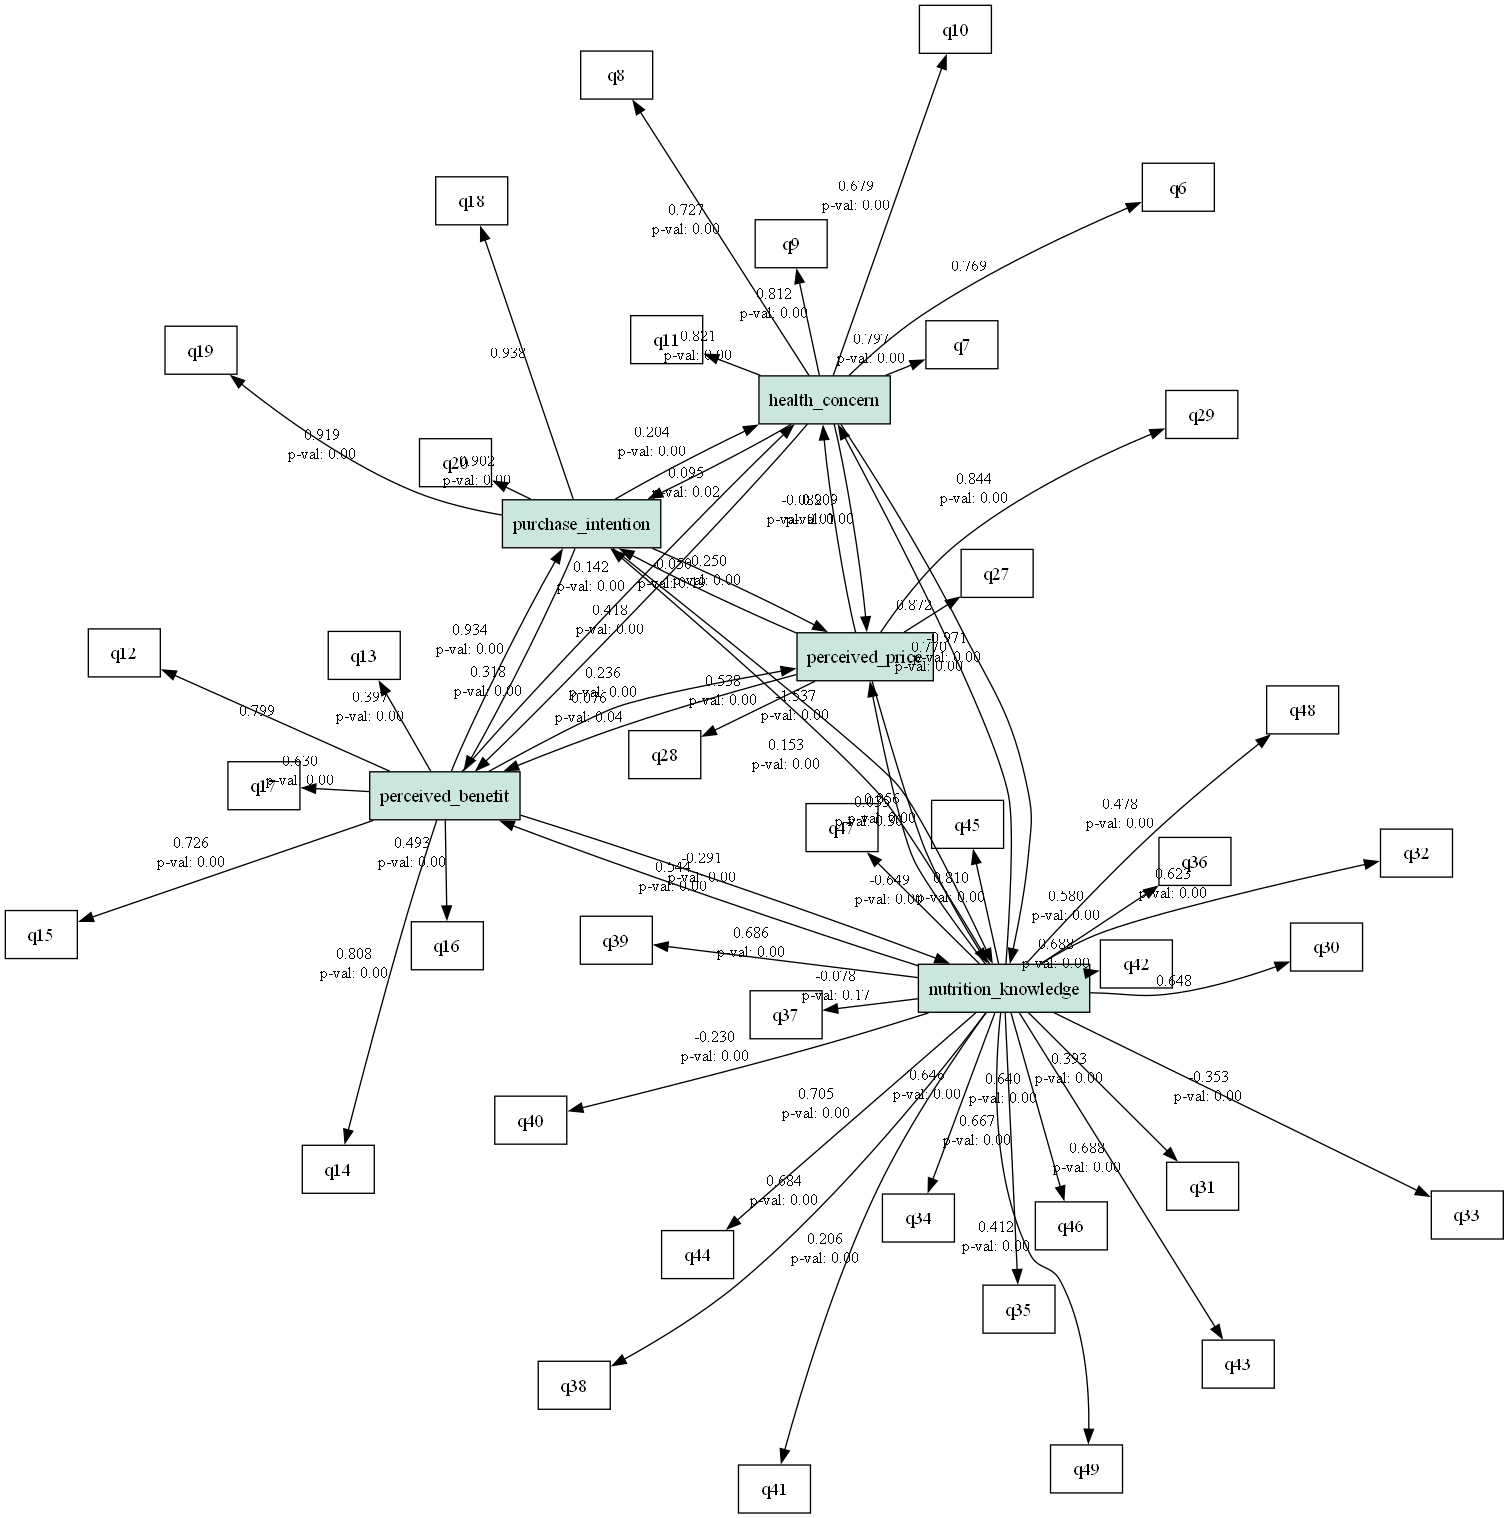 q10
q8
q6
0.679
p-val: 0.00
q18
0.727
p-val: 0.00
q9
0.769
0.812
p-val: 0.00
q11
0.821
p-val: 0.00
0.797
p-val: 0.00
q7
q19
0.938
health_concern
q29
0.919
p-val: 0.00
0.204
p-val: 0.00
q20
0.902
p-val: 0.00
0.095
p-val: 0.02
0.844
p-val: 0.00
0.209
p-val: 0.00
purchase_intention
0.142
p-val: 0.00
0.250
p-val: 0.00
q27
0.418
p-val: 0.00
0.872
q12
q13
0.934
p-val: 0.00
-0.971
p-val: 0.00
0.770
p-val: 0.00
perceived_price
0.318
p-val: 0.00
0.236
p-val: 0.00
0.538
p-val: 0.00
0.397
p-val: 0.00
0.076
p-val: 0.04
-1.537
p-val: 0.00
0.799
q48
q28
0.153
p-val: 0.00
0.630
p-val: 0.00
q17
perceived_benefit
q47
q45
0.478
p-val: 0.00
0.726
p-val: 0.00
0.493
p-val: 0.00
0.544
p-val: 0.00
-0.291
p-val: 0.00
-0.649
p-val: 0.00
0.810
p-val: 0.00
q36
0.623
p-val: 0.00
q32
0.580
p-val: 0.00
q15
q16
q39
0.686
p-val: 0.00
0.688
p-val: 0.00
q42
q30
0.808
p-val: 0.00
-0.078
p-val: 0.17
nutrition_knowledge
0.648
q37
-0.230
p-val: 0.00
0.646
p-val: 0.00
0.640
p-val: 0.00
0.393
p-val: 0.00
-0.353
p-val: 0.00
0.705
p-val: 0.00
q40
0.667
p-val: 0.00
0.688
p-val: 0.00
q14
0.684
p-val: 0.00
q31
q34
q46
q33
0.206
p-val: 0.00
0.412
p-val: 0.00
q44
q35
q43
q38
q49
q41